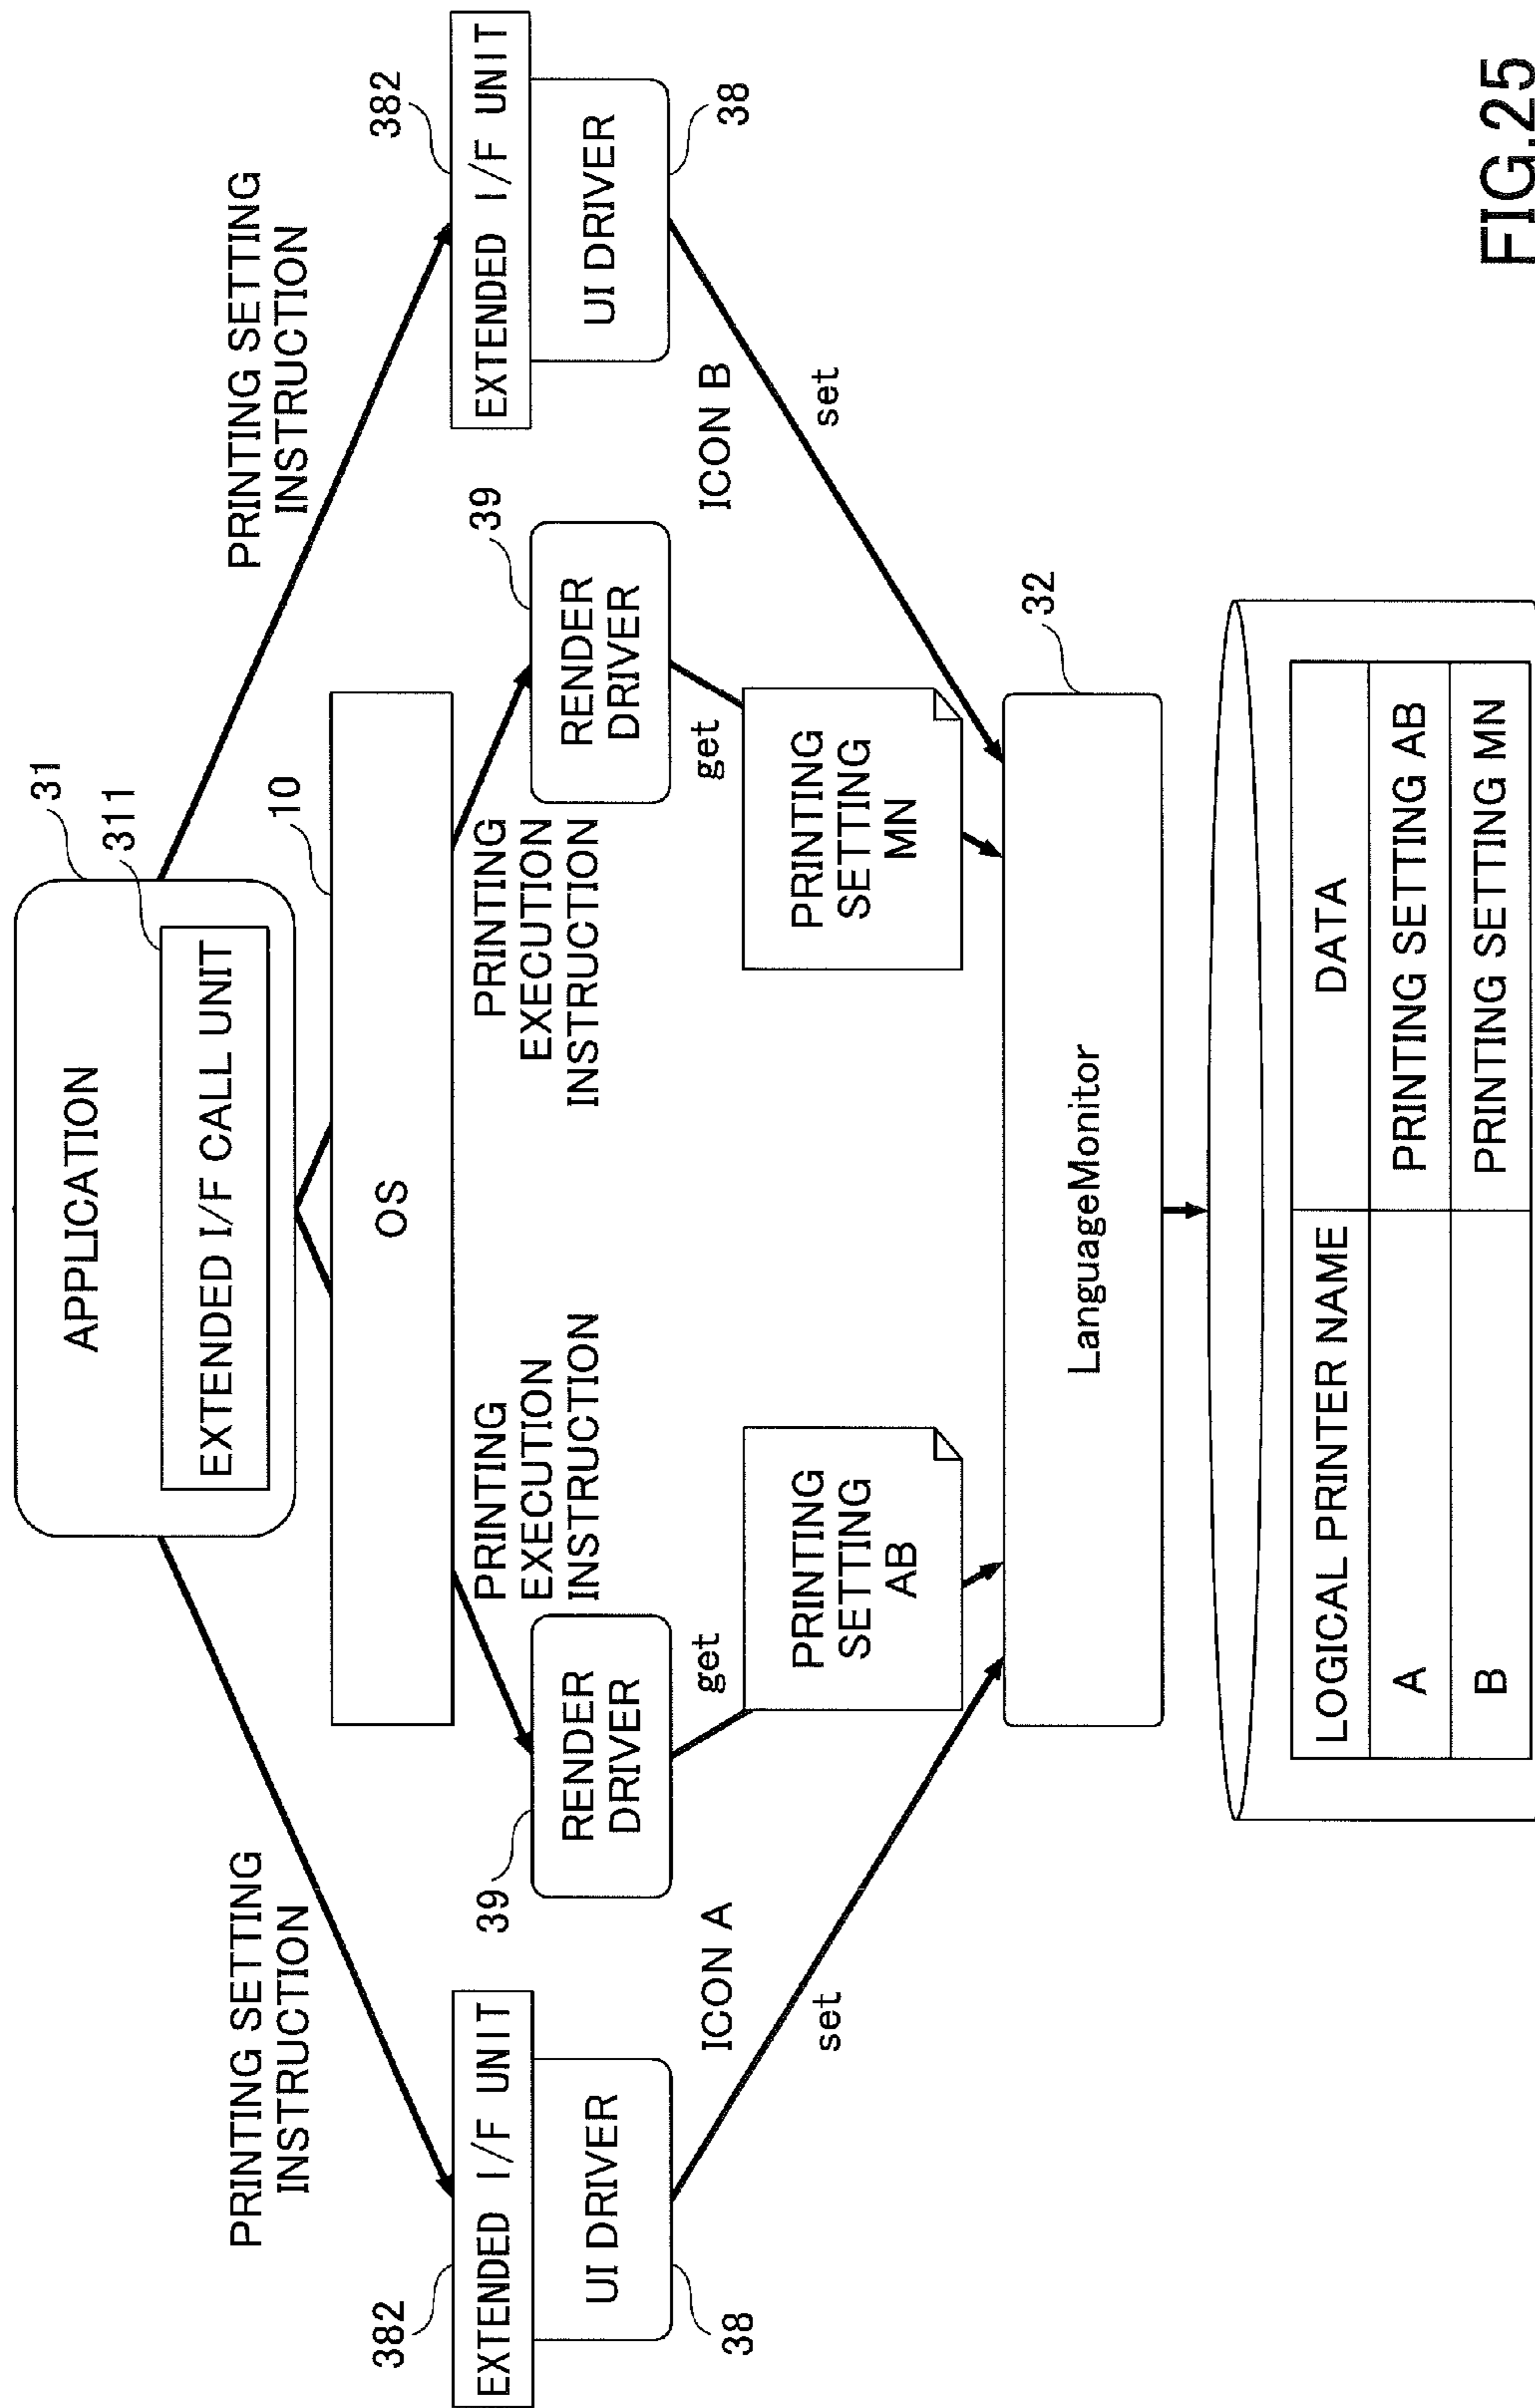 APPLICATION
31
EXTENDED I/F CALL UNIT
311
PRINTING SETTING
INSTRUCTION
PRINTING SETTING
INSTRUCTION
OS
10
382
EXTENDED I/F UNIT
UI DRIVER
38
39
RENDER
DRIVER
PRINTING
EXECUTION
INSTRUCTION
PRINTING
EXECUTION
INSTRUCTION
39
RENDER
DRIVER
382
EXTENDED I/F UNIT
UI DRIVER
38
ICON A
set
get
PRINTING
SETTING
AB
get
PRINTING
SETTING
MN
ICON B
set
LanguageMonitor
32
LOGICAL PRINTER NAME DATA
A PRINTING SETTING AB
B PRINTING SETTING MN
FIG.25